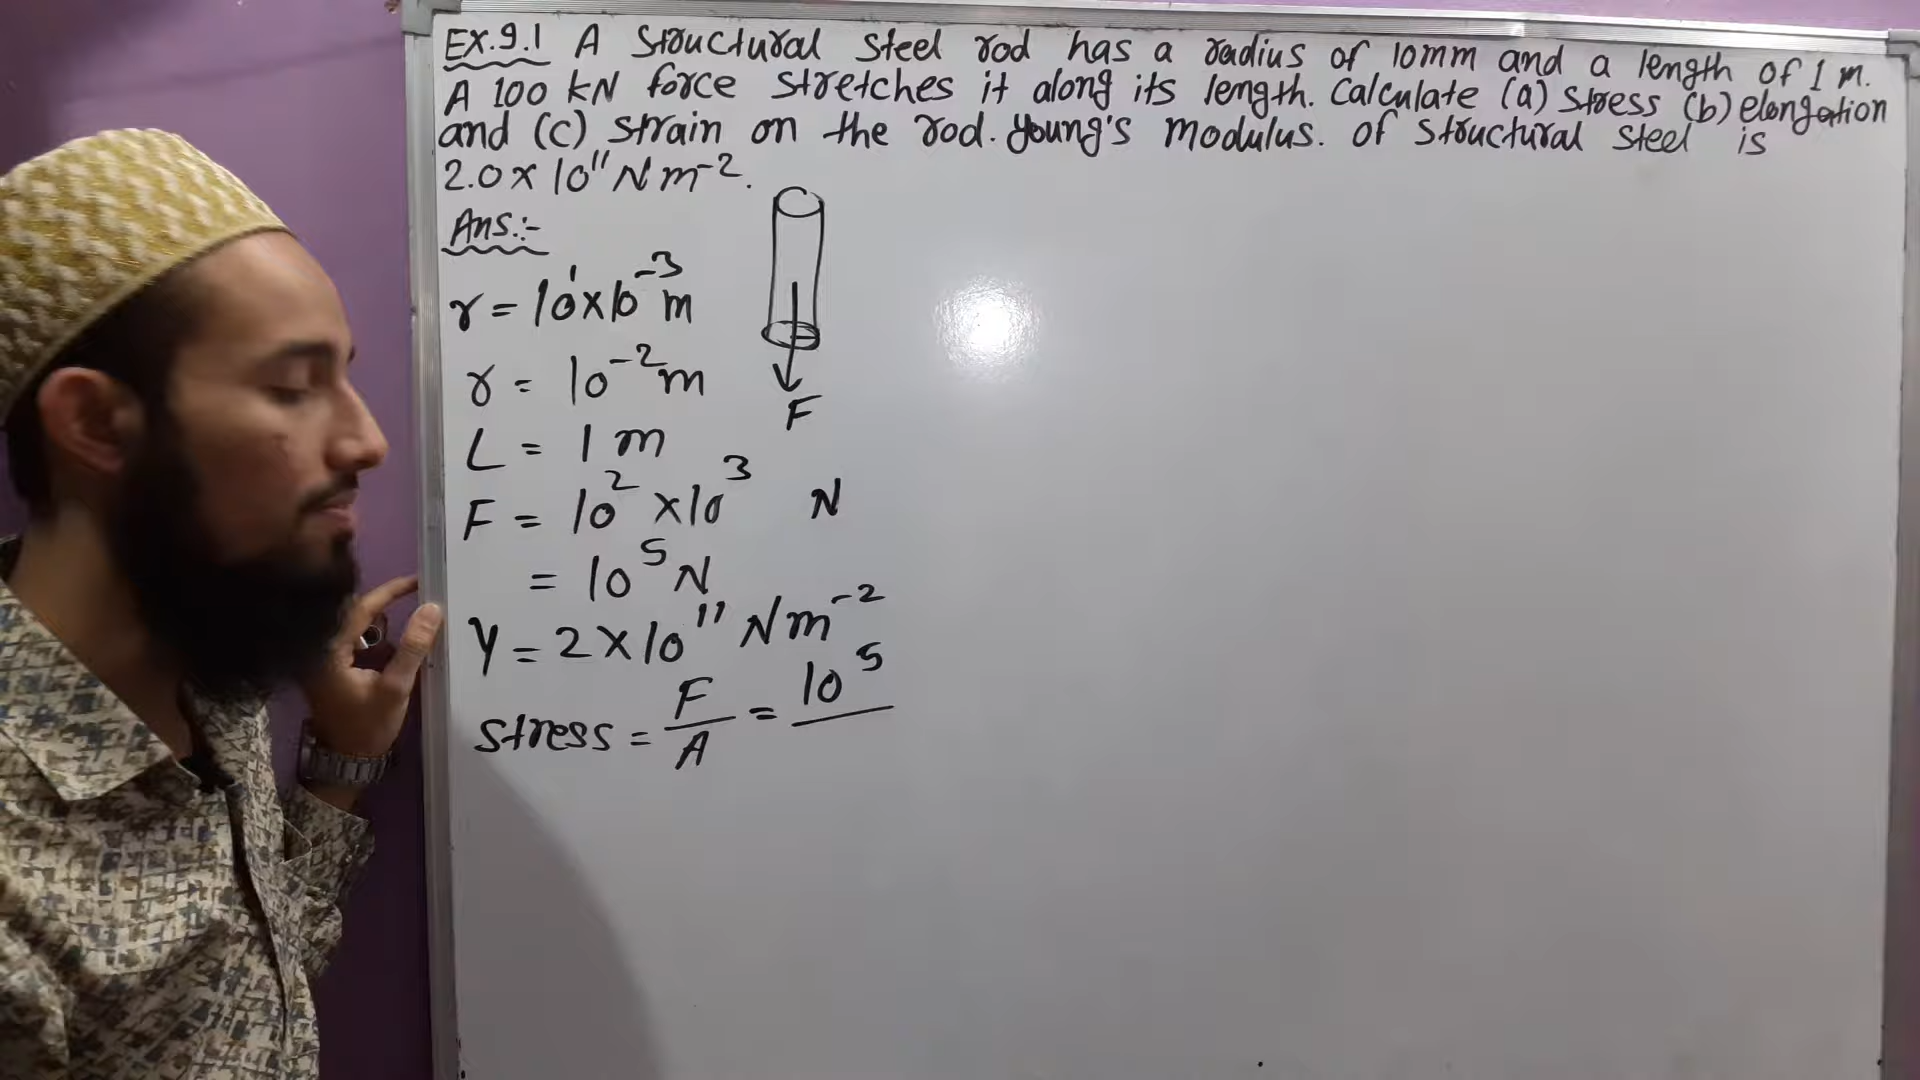 Ex.9.1 A Structural Steel rod has a radius of 10mm and a length of 1 m.
A 100 kN force stretches it along its length. Calculate (a) Stress (b) elongation
and (c) strain on the rod. Young's Modulus. of Structural Steel is
2.0 × 10¹¹ N m⁻².
Ans:-
r = 10¹×10⁻³ m
r = 10⁻² m
F
L = 1 m
F = 10² × 10³ N
= 10⁵ N
Y = 2 × 10¹¹ N m⁻²
Stress = F/A = 10⁵/